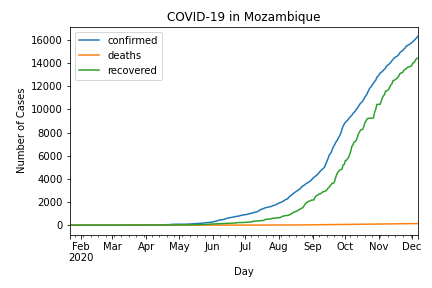 COVID-19 in Mozambique
confirmed
deaths
recovered
16000
14000
12000
10000
8000
6000
4000
2000
0
Number of Cases
Feb Mar Apr May Jun Jul Aug Sep Oct Nov Dec
2020
Day